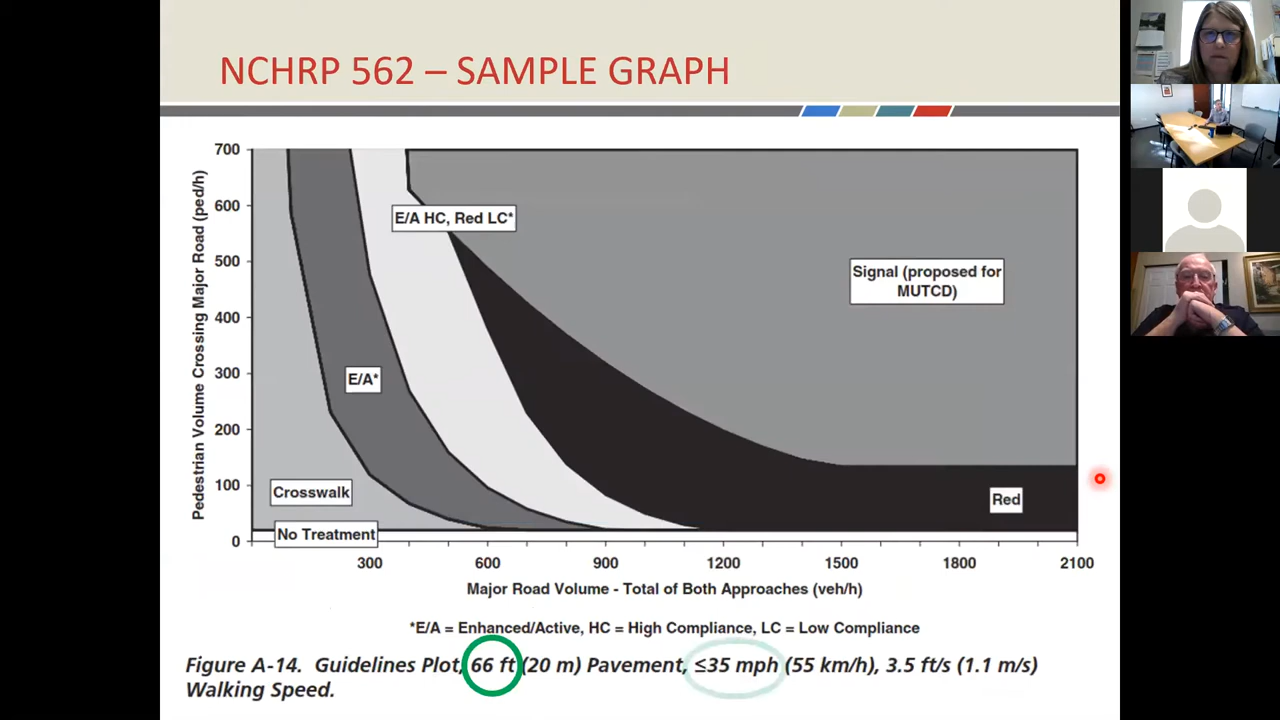 NCHRP 562 – SAMPLE GRAPH
Pedestrian Volume Crossing Major Road (ped/h)
700
600
500
400
300
200
100
0
E/A HC, Red LC*
Signal (proposed for
MUTCD)
E/A*
Crosswalk
Red
No Treatment
300
600
900
1200
1500
1800
2100
Major Road Volume - Total of Both Approaches (veh/h)
*E/A = Enhanced/Active, HC = High Compliance, LC = Low Compliance
Figure A-14. Guidelines Plot, 66 ft (20 m) Pavement, ≤35 mph (55 km/h), 3.5 ft/s (1.1 m/s)
Walking Speed.